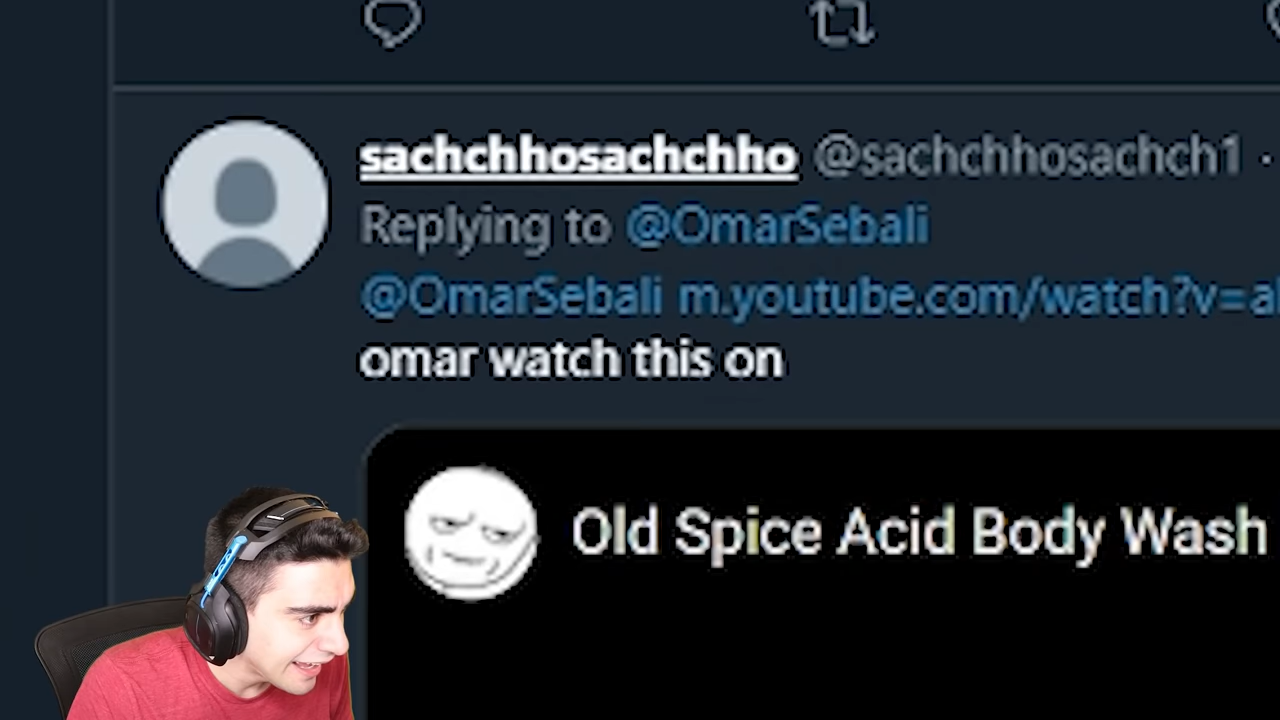 sachchhosachchho @sachchhosachch1 ·
Replying to @OmarSebali
@OmarSebali m.youtube.com/watch?v=a
omar watch this on
Old Spice Acid Body Wash